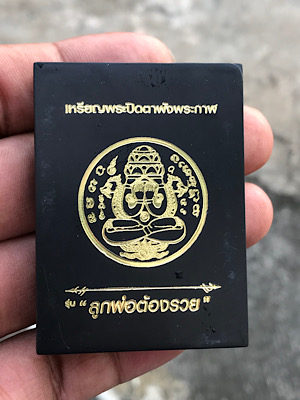 เหรียญพระปิดตาพังพระกาฬ
รุ่น " ลูกพ่อต้องรวย "